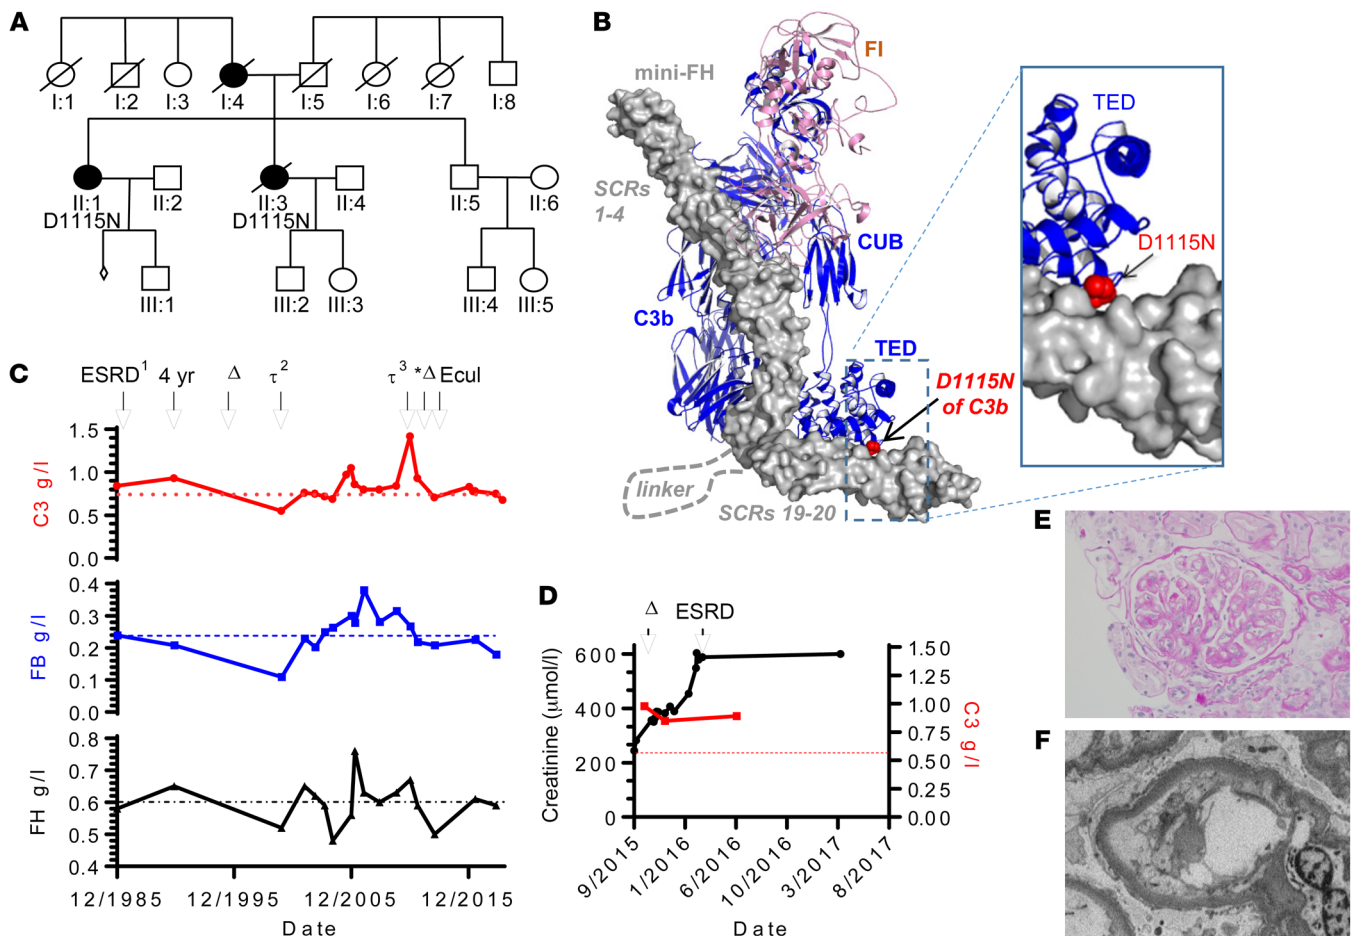 A
I:1
I:2
I:3
I:4
I:5
I:6
I:7
I:8
II:1
D1115N
II:2
II:3
D1115N
II:4
II:5
II:6
III:1
III:2
III:3
III:4
III:5
B
mini-FH
FI
SCRs
1-4
CUB
C3b
TED
D1115N
of C3b
linker
SCRs 19-20
TED
D1115N
C
ESRD¹ 4 yr Δ τ² τ³ *Δ Ecul
C3 g/l
1.5
1.0
0.5
0.0
FB g/l
0.4
0.3
0.2
0.1
0.0
FH g/l
0.8
0.7
0.6
0.5
0.4
12/1985
12/1995
12/2005
12/2015
Date
D
Δ ESRD
Creatinine (μmol/l)
600
400
200
0
1.50
1.25
1.00
0.75
0.50
0.25
0.00
C3 g/l
9/2015
1/2016
6/2016
10/2016
3/2017
8/2017
Date
E
F